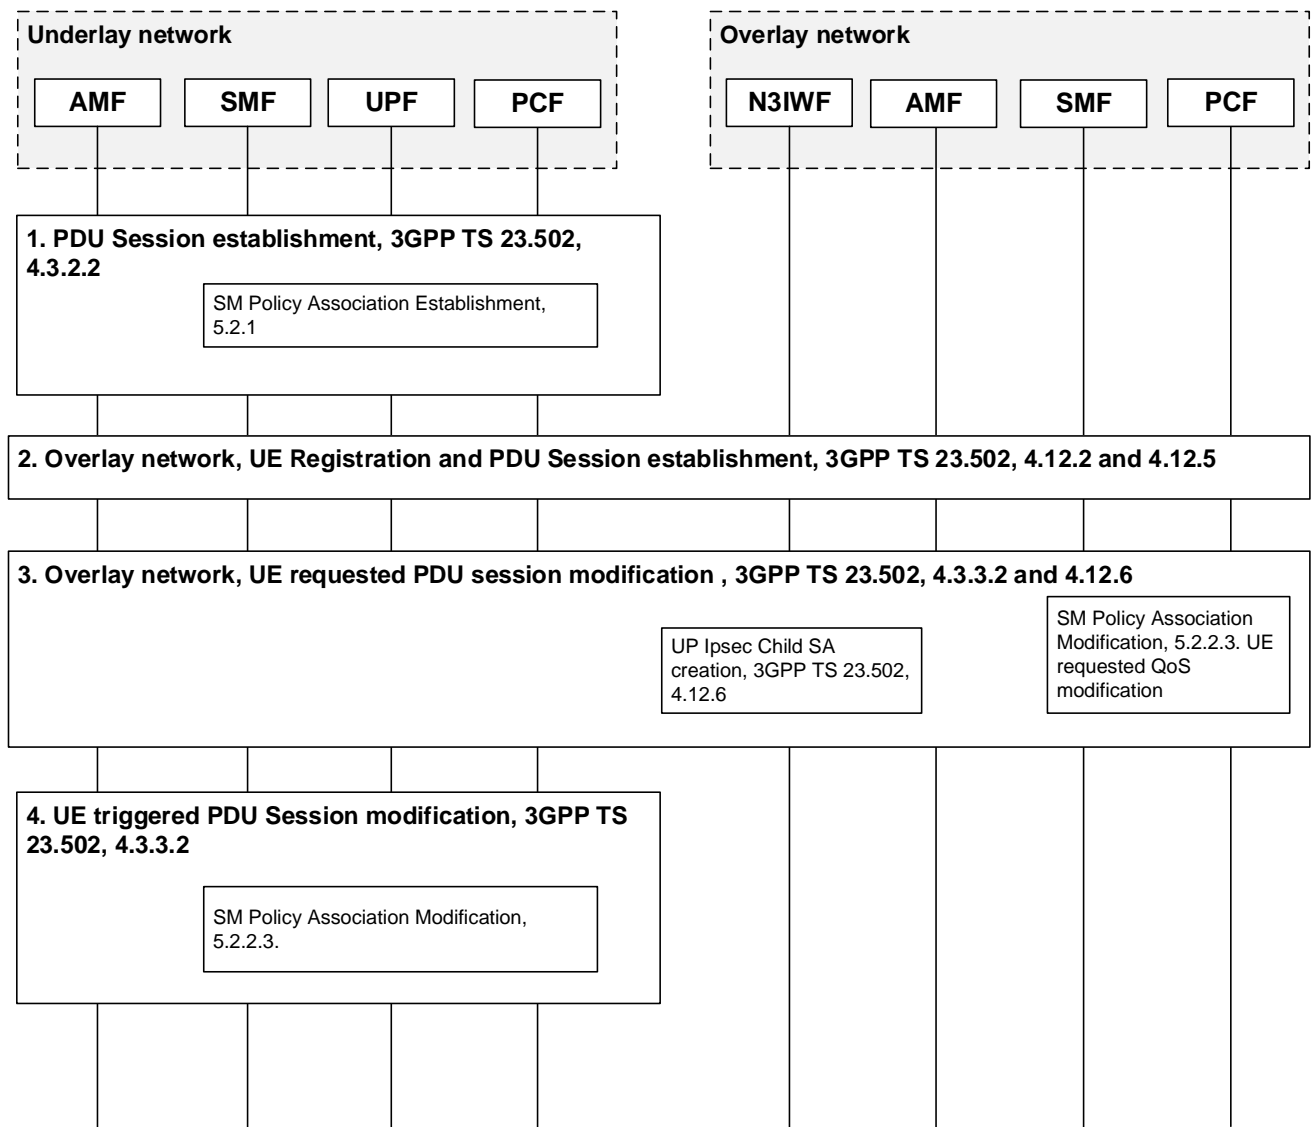 Underlay network
Overlay network
AMF
SMF
UPF
PCF
N3IWF
AMF
SMF
PCF
1. PDU Session establishment, 3GPP TS 23.502,
4.3.2.2
SM Policy Association Establishment,
5.2.1
2. Overlay network, UE Registration and PDU Session establishment, 3GPP TS 23.502, 4.12.2 and 4.12.5
3. Overlay network, UE requested PDU session modification , 3GPP TS 23.502, 4.3.3.2 and 4.12.6
UP Ipsec Child SA
creation, 3GPP TS 23.502,
4.12.6
SM Policy Association
Modification, 5.2.2.3. UE
requested QoS
modification
4. UE triggered PDU Session modification, 3GPP TS
23.502, 4.3.3.2
SM Policy Association Modification,
5.2.2.3.